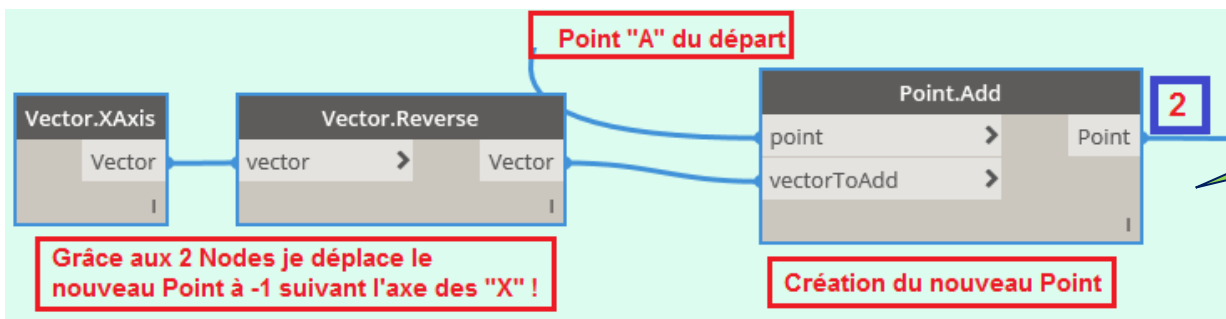 Point "A" du départ
Vector.XAxis
Vector
I
Vector.Reverse
vector >
Vector
I
Point.Add
point >
Point
vectorToAdd >
I
2
Grâce aux 2 Nodes je déplace le
nouveau Point à -1 suivant l'axe des "X" !
Création du nouveau Point